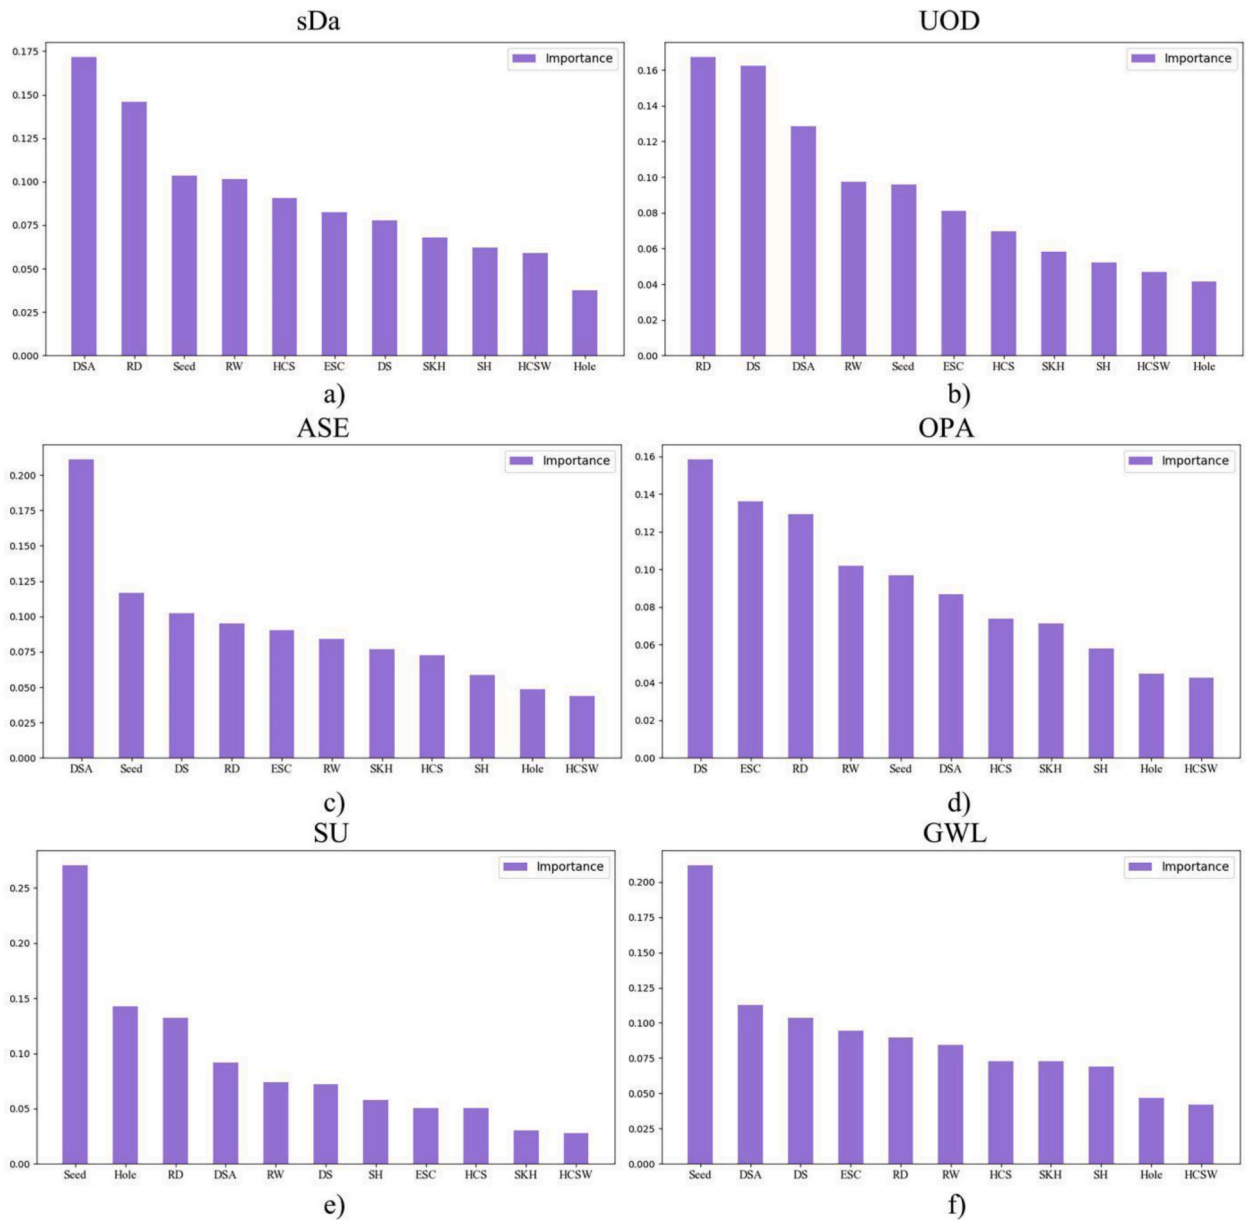 sDa
Importance
0.175
0.150
0.125
0.100
0.075
0.050
0.025
0.000
DSA RD Seed RW HCS ESC DS SKH SH HCSW Hole
a)
UOD
Importance
0.16
0.14
0.12
0.10
0.08
0.06
0.04
0.02
0.00
RD DS DSA RW Seed ESC HCS SKH SH HCSW Hole
b)
ASE
Importance
0.200
0.175
0.150
0.125
0.100
0.075
0.050
0.025
0.000
DSA Seed DS RD ESC RW SKH HCS SH Hole HCSW
c)
OPA
Importance
0.16
0.14
0.12
0.10
0.08
0.06
0.04
0.02
0.00
DS ESC RD RW Seed DSA HCS SKH SH Hole HCSW
d)
SU
Importance
0.25
0.20
0.15
0.10
0.05
0.00
Seed Hole RD DSA RW DS SH ESC HCS SKH HCSW
e)
GWL
Importance
0.200
0.175
0.150
0.125
0.100
0.075
0.050
0.025
0.000
Seed DSA DS ESC RD RW HCS SKH SH Hole HCSW
f)